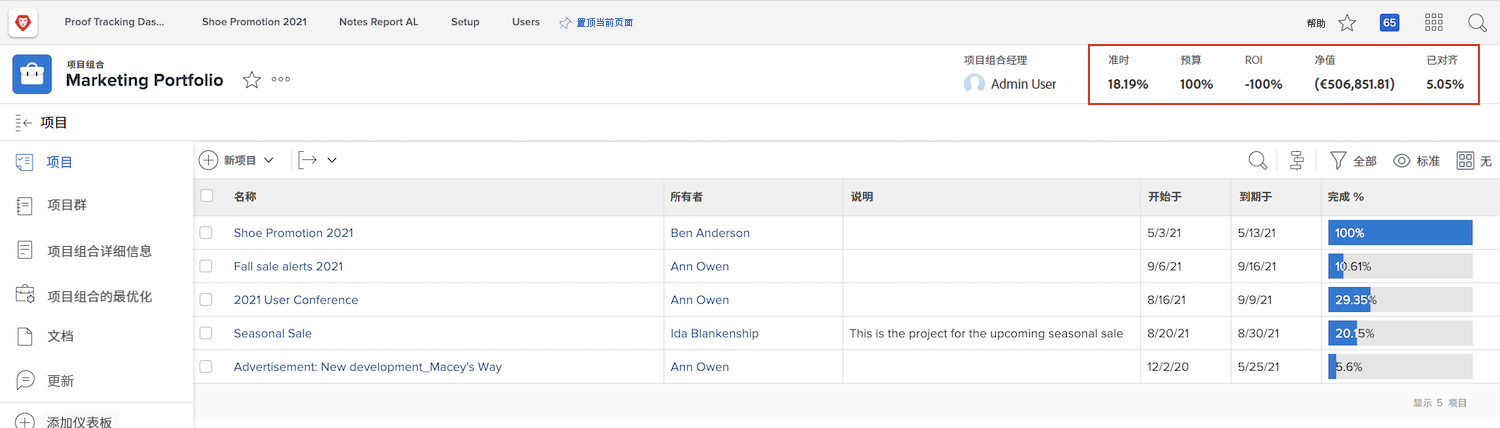 Proof Tracking Das... Shoe Promotion 2021 Notes Report AL Setup Users 置顶当前页面 帮助 65
项目组合
Marketing Portfolio
项目组合经理
Admin User
准时 预算 ROI 净值 已对齐
18.19% 100% -100% (€506,851.81) 5.05%
项目
项目
项目群
项目组合详细信息
项目组合的最优化
文档
更新
添加仪表板
新项目 全部 标准 无
名称 所有者 说明 开始于 到期于 完成 %
Shoe Promotion 2021 Ben Anderson 5/3/21 5/13/21 100%
Fall sale alerts 2021 Ann Owen 9/6/21 9/16/21 10.61%
2021 User Conference Ann Owen 8/16/21 9/9/21 29.35%
Seasonal Sale Ida Blankenship This is the project for the upcoming seasonal sale 8/20/21 8/30/21 20.15%
Advertisement: New development_Macey's Way Ann Owen 12/2/20 5/25/21 5.6%
显示 5 项目